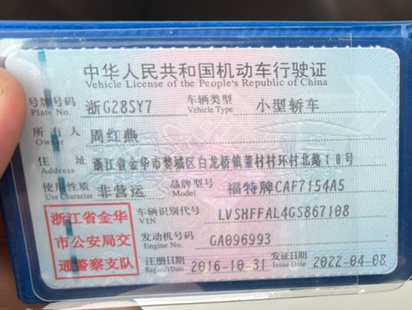 中华人民共和国机动车行驶证
Vehicle License of the People's Republic of China
号牌号码 浙G28SY7 车辆类型 小型轿车
Plate No. Vehicle Type
所有人 周红燕
Owner
住址 浙江省金华市婺城区白龙桥镇董村村环村北路10号
Address
使用性质 非营运 品牌型号 福特牌CAF7154A5
Use Character Model
浙江省金华
市公安局交
通警察支队
车辆识别代号 LVSHFFAL4GS867108
VIN
发动机号码 GA096993
Engine No.
注册日期 2016-10-31 发证日期 2022-04-08
Register Date Issue Date